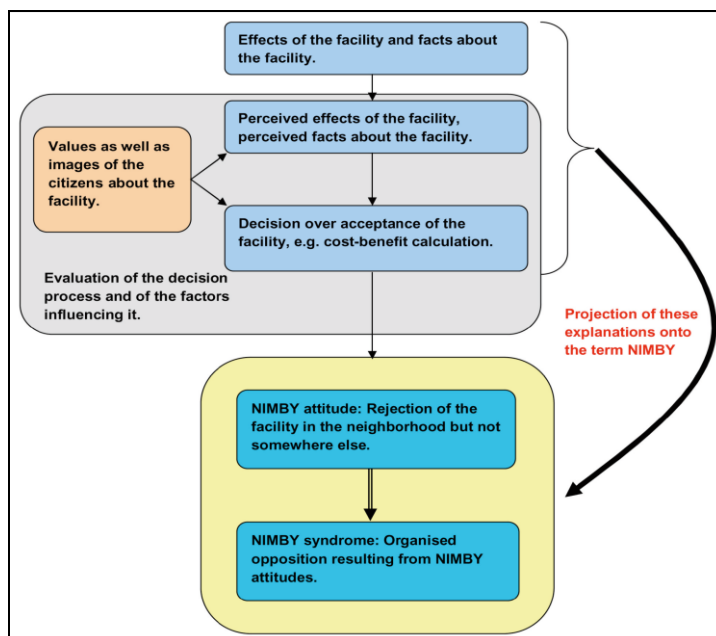 Effects of the facility and facts about
the facility.
Perceived effects of the facility,
perceived facts about the facility.
Values as well as
images of the
citizens about the
facility.
Decision over acceptance of the
facility, e.g. cost-benefit calculation.
Evaluation of the decision
process and of the factors
influencing it.
Projection of these
explanations onto
the term NIMBY
NIMBY attitude: Rejection of the
facility in the neighborhood but not
somewhere else.
NIMBY syndrome: Organised
opposition resulting from NIMBY
attitudes.